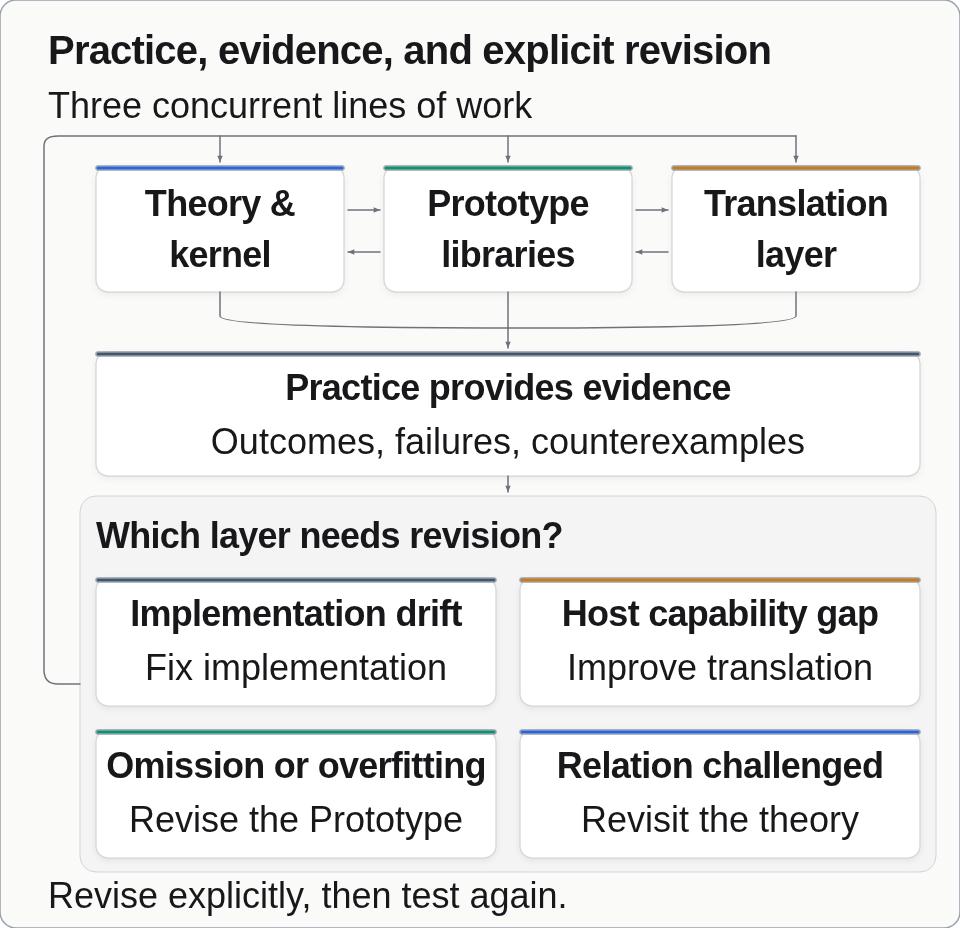 Practice, evidence, and explicit revision
Three concurrent lines of work
Theory &
kernel
Prototype
libraries
Translation
layer
Practice provides evidence
Outcomes, failures, counterexamples
Which layer needs revision?
Implementation drift
Fix implementation
Host capability gap
Improve translation
Omission or overfitting
Revise the Prototype
Relation challenged
Revisit the theory
Revise explicitly, then test again.